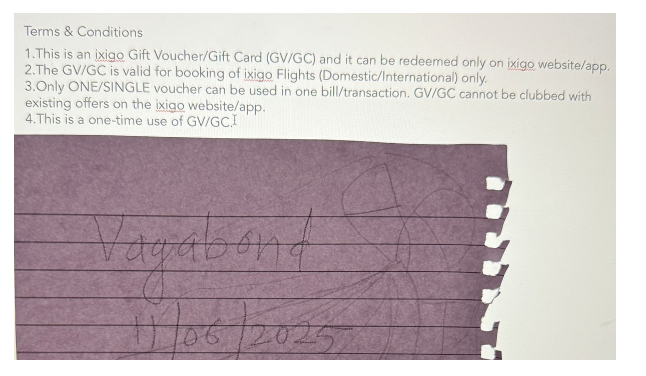 Terms & Conditions
1.This is an ixigo Gift Voucher/Gift Card (GV/GC) and it can be redeemed only on ixigo website/app.
2.The GV/GC is valid for booking of ixigo Flights (Domestic/International) only.
3.Only ONE/SINGLE voucher can be used in one bill/transaction. GV/GC cannot be clubbed with
existing offers on the ixigo website/app.
4.This is a one-time use of GV/GC.
Vagabond
11/06/2025